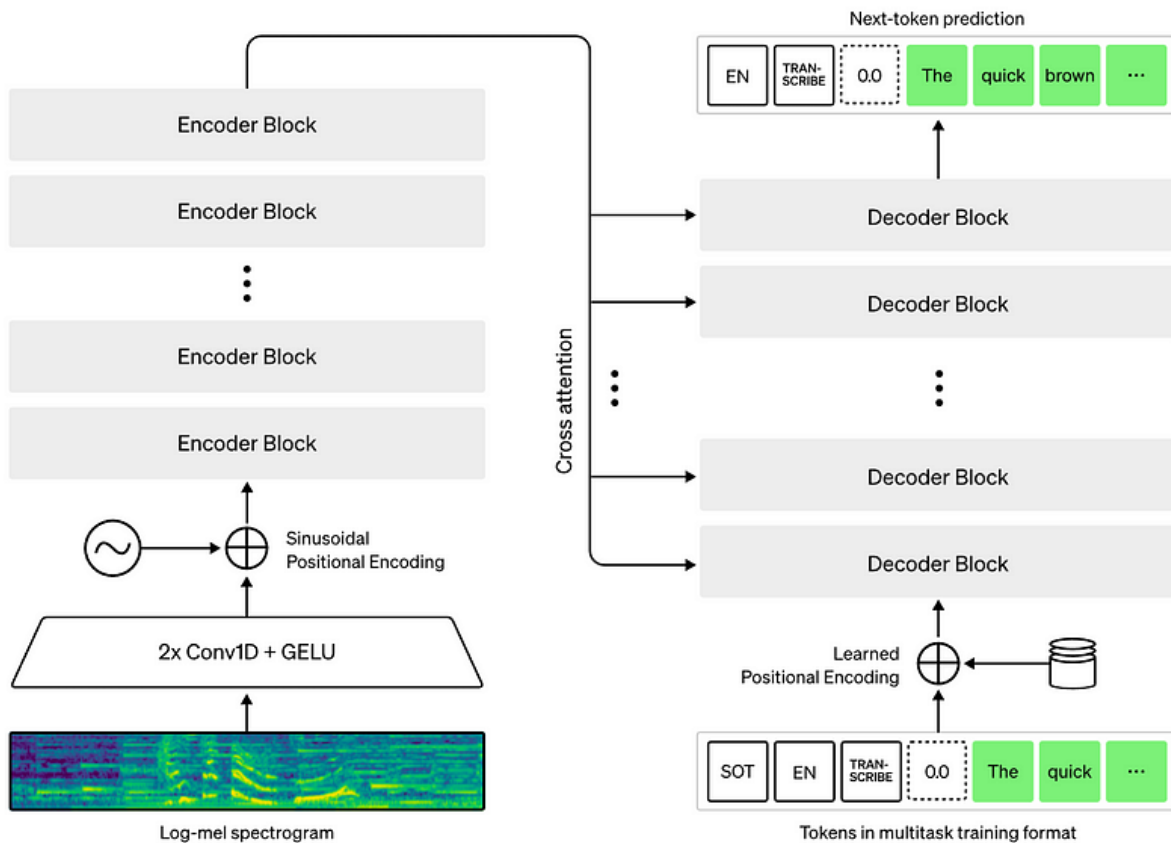 Next-token prediction
EN
TRAN-
SCRIBE
0.0
The
quick
brown
...
Encoder Block
Encoder Block
Encoder Block
Encoder Block
Sinusoidal
Positional Encoding
2x Conv1D + GELU
Log-mel spectrogram
Cross attention
Decoder Block
Decoder Block
Decoder Block
Decoder Block
Learned
Positional Encoding
SOT
EN
TRAN-
SCRIBE
0.0
The
quick
...
Tokens in multitask training format